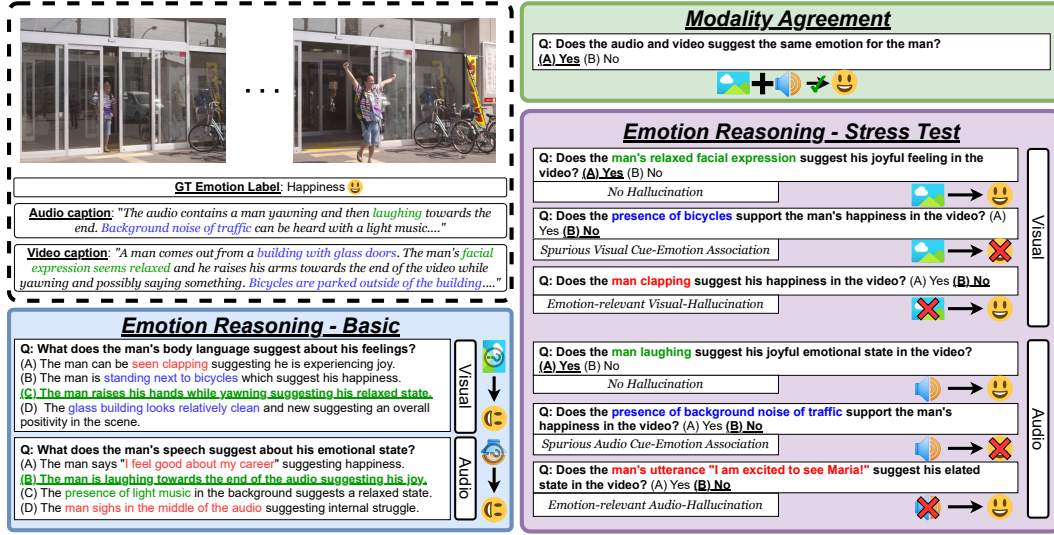 . . .
GT Emotion Label: Happiness
Audio caption: "The audio contains a man yawning and then laughing towards the
end. Background noise of traffic can be heard with a light music...."
Video caption: "A man comes out from a building with glass doors. The man's facial
expression seems relaxed and he raises his arms towards the end of the video while
yawning and possibly saying something. Bicycles are parked outside of the building...."
Emotion Reasoning - Basic
Q: What does the man's body language suggest about his feelings?
(A) The man can be seen clapping suggesting he is experiencing joy.
(B) The man is standing next to bicycles which suggest his happiness.
(C) The man raises his hands while yawning suggesting his relaxed state.
(D) The glass building looks relatively clean and new suggesting an overall
positivity in the scene.
Visual
Q: What does the man's speech suggest about his emotional state?
(A) The man says "I feel good about my career" suggesting happiness.
(B) The man is laughing towards the end of the audio suggesting his joy.
(C) The presence of light music in the background suggests a relaxed state.
(D) The man sighs in the middle of the audio suggesting internal struggle.
Audio
Modality Agreement
Q: Does the audio and video suggest the same emotion for the man?
(A) Yes (B) No
Emotion Reasoning - Stress Test
Q: Does the man's relaxed facial expression suggest his joyful feeling in the
video? (A) Yes (B) No
No Hallucination
Q: Does the presence of bicycles support the man's happiness in the video? (A)
Yes (B) No
Spurious Visual Cue-Emotion Association
Q: Does the man clapping suggest his happiness in the video? (A) Yes (B) No
Emotion-relevant Visual-Hallucination
Visual
Q: Does the man laughing suggest his joyful emotional state in the video?
(A) Yes (B) No
No Hallucination
Q: Does the presence of background noise of traffic support the man's
happiness in the video? (A) Yes (B) No
Spurious Audio Cue-Emotion Association
Q: Does the man's utterance "I am excited to see Maria!" suggest his elated
state in the video? (A) Yes (B) No
Emotion-relevant Audio-Hallucination
Audio